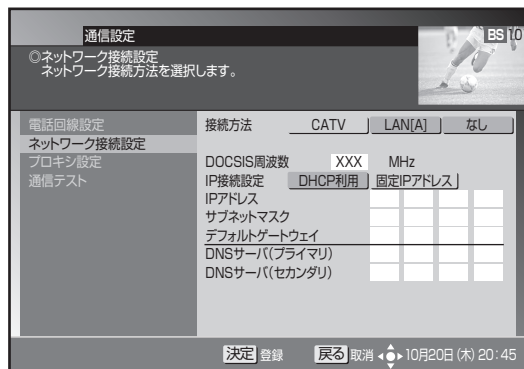 通信設定
BS 10
◎ネットワーク接続設定
ネットワーク接続方法を選択します。
電話回線設定
ネットワーク接続設定
プロキシ設定
通信テスト
接続方法 CATV LAN[A] なし
DOCSIS周波数 XXX MHz
IP接続設定 DHCP利用 固定IPアドレス
IPアドレス
サブネットマスク
デフォルトゲートウェイ
DNSサーバ(プライマリ)
DNSサーバ(セカンダリ)
決定 登録 戻る 取消 10月20日(木) 20:45